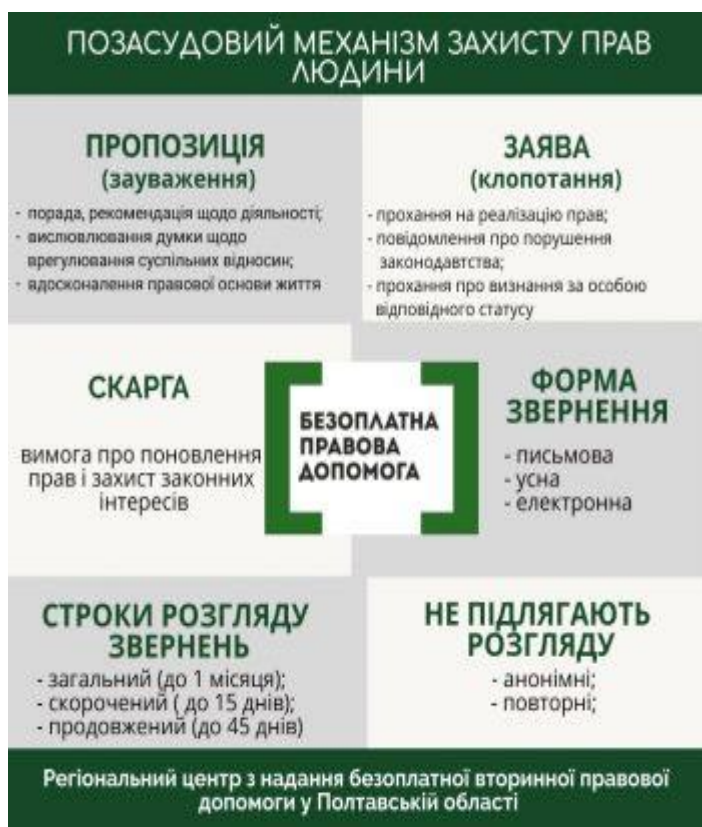 ПОЗАСУДОВИЙ МЕХАНІЗМ ЗАХИСТУ ПРАВ
ЛЮДИНИ
ПРОПОЗИЦІЯ
(зауваження)
- порада, рекомендація щодо діяльності;
- вислювлювання думки щодо
врегулювання суспільних відносин;
- вдосконалення правової основи життя
ЗАЯВА
(клопотання)
- прохання на реалізацію прав;
- повідомлення про порушення
законодавтства;
- прохання про визнання за особою
відповідного статусу
СКАРГА
вимога про поновлення
прав і захист законних
інтересів
БЕЗОПЛАТНА
ПРАВОВА
ДОПОМОГА
ФОРМА
ЗВЕРНЕННЯ
- письмова
- усна
- електронна
СТРОКИ РОЗГЛЯДУ
ЗВЕРНЕНЬ
- загальний (до 1 місяця);
- скорочений ( до 15 днів);
- продовжений (до 45 днів)
НЕ ПІДЛЯГАЮТЬ
РОЗГЛЯДУ
- анонімні;
- повторні;
Регіональний центр з надання безоплатної вторинної правової
допомоги у Полтавській області